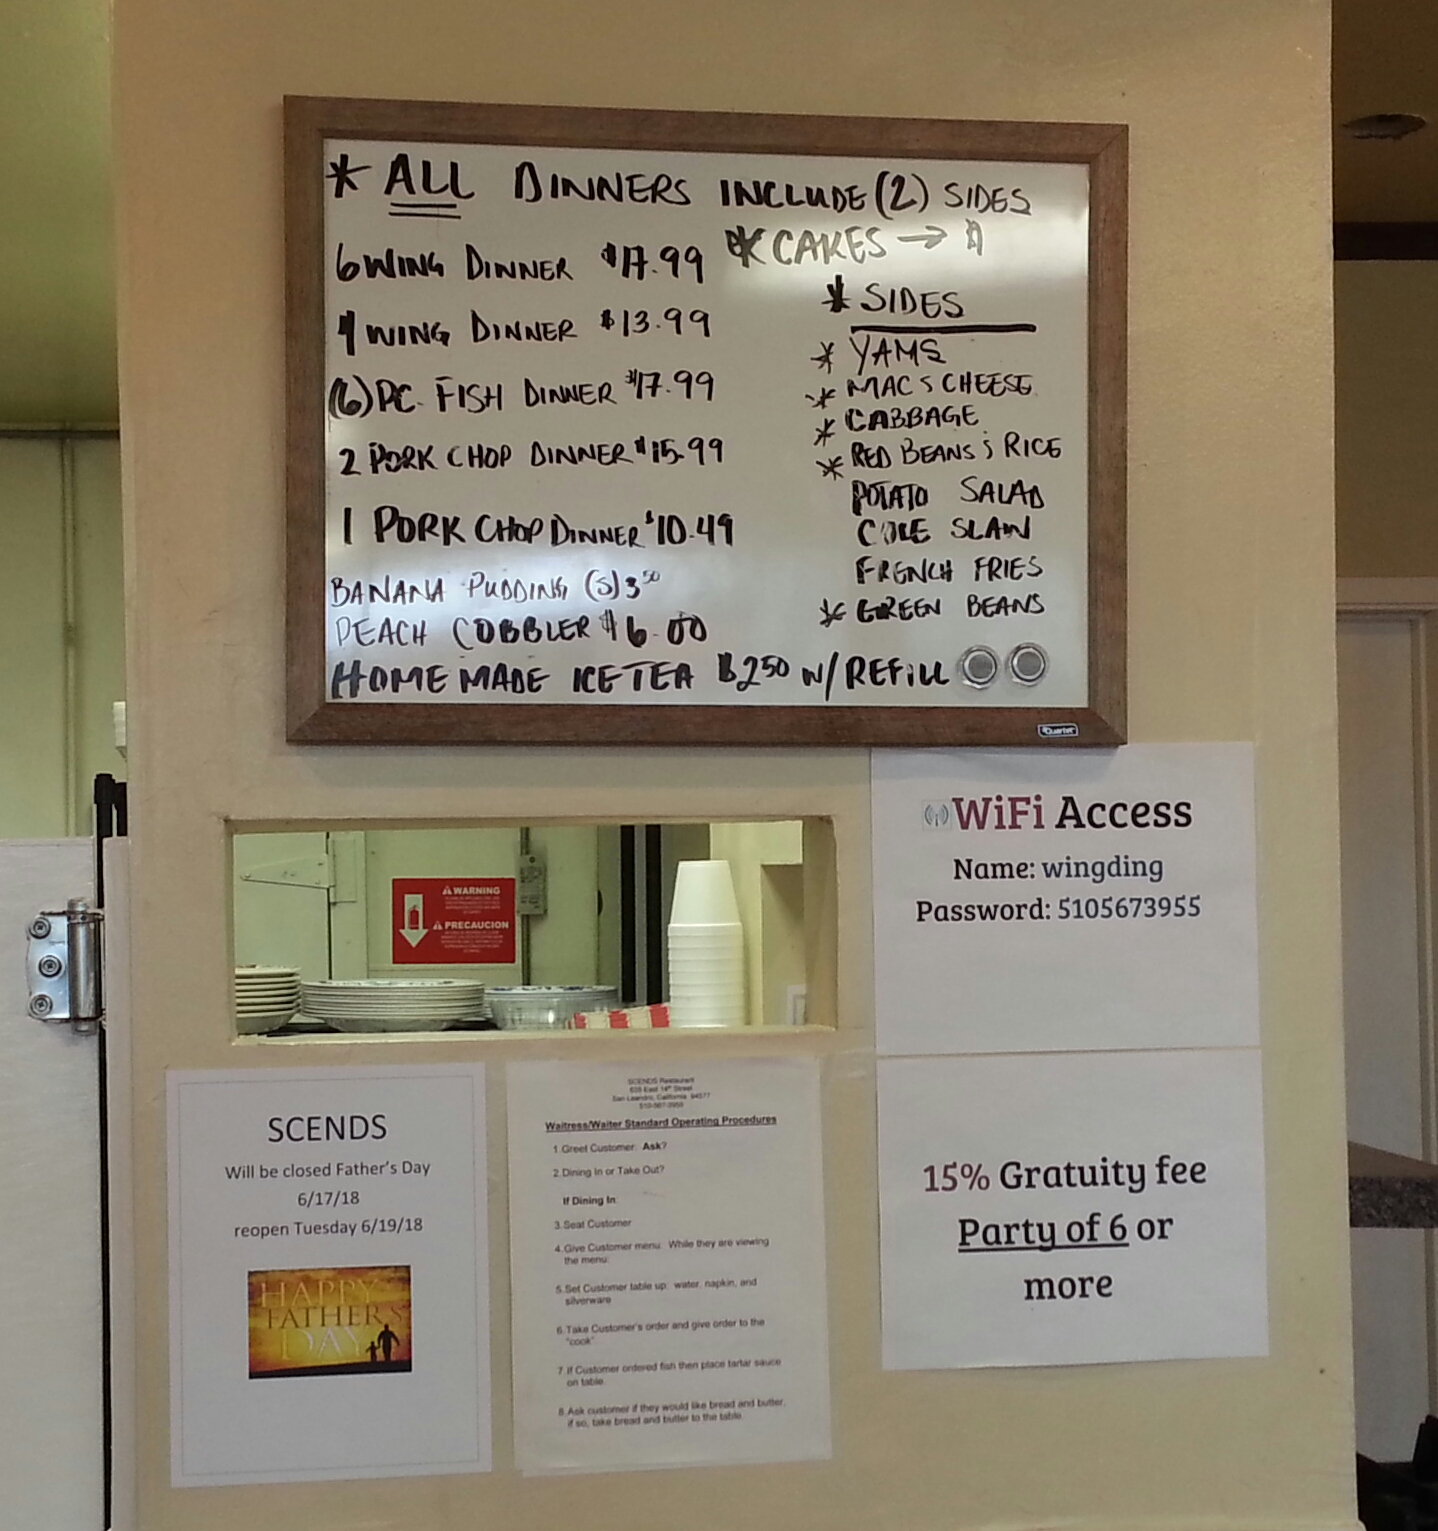 * ALL DINNERS INCLUDE (2) SIDES
6 WING DINNER $17.99
* CAKES →
4 WING DINNER $13.99
(6) PC. FISH DINNER $17.99
2 PORK CHOP DINNER $15.99
1 PORK CHOP DINNER $10.49
BANANA PUDDING (S) 3 50
PEACH COBBLER $6.00
HOME MADE ICE TEA $2 50 W/REFILL
* SIDES
* YAMS
* MAC & CHEESE
* CABBAGE
* RED BEANS & RICE
POTATO SALAD
COLE SLAW
FRENCH FRIES
* GREEN BEANS
Quartet
WiFi Access
Name: wingding
Password: 5105673955
WARNING
PRECAUCION
SCENDS
Will be closed Father's Day
6/17/18
reopen Tuesday 6/19/18
HAPPY
FATHER'S
DAY
SCENDS Restaurant
East 14th Street
San Leandro, California 94577
Waitress/Waiter Standard Operating Procedures
1. Greet Customer: Ask?
2. Dining In or Take Out?
If Dining In:
3. Seat Customer
4. Give Customer menu: While they are viewing
the menu:
5. Set Customer table up: water, napkin, and
silverware
6. Take Customer's order and give order to the
"cook"
7. If Customer ordered fish then place tartar sauce
on table.
8. Ask customer if they would like bread and butter,
if so, take bread and butter to the table.
15% Gratuity fee
Party of 6 or
more